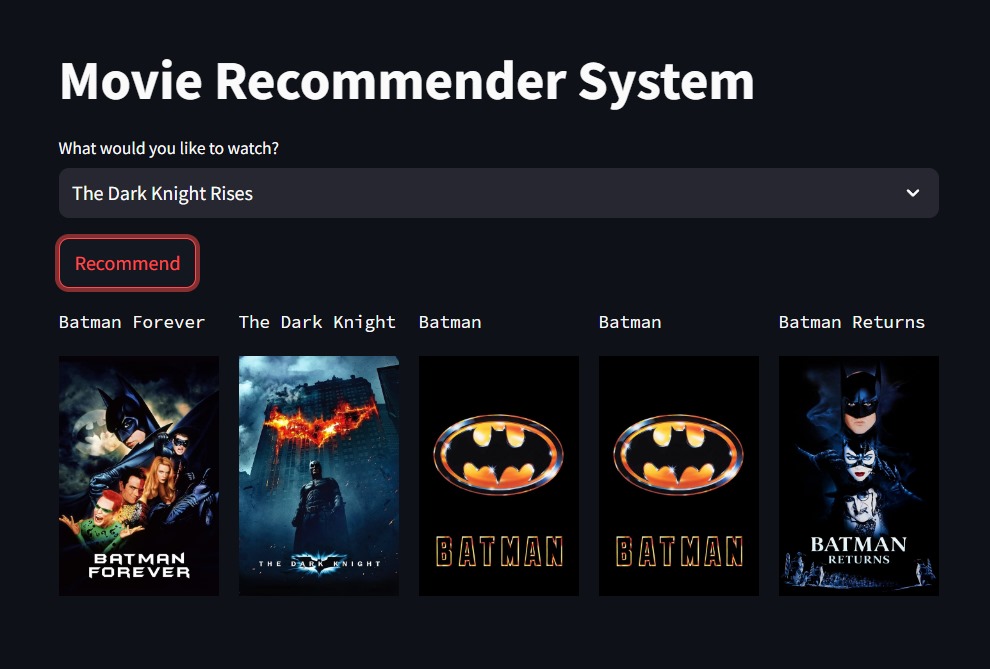 Movie Recommender System
What would you like to watch?
The Dark Knight Rises
Recommend
Batman Forever
The Dark Knight
Batman
Batman
Batman Returns
BATMAN
FOREVER
THE DARK KNIGHT
BATMAN
BATMAN
BATMAN
RETURNS